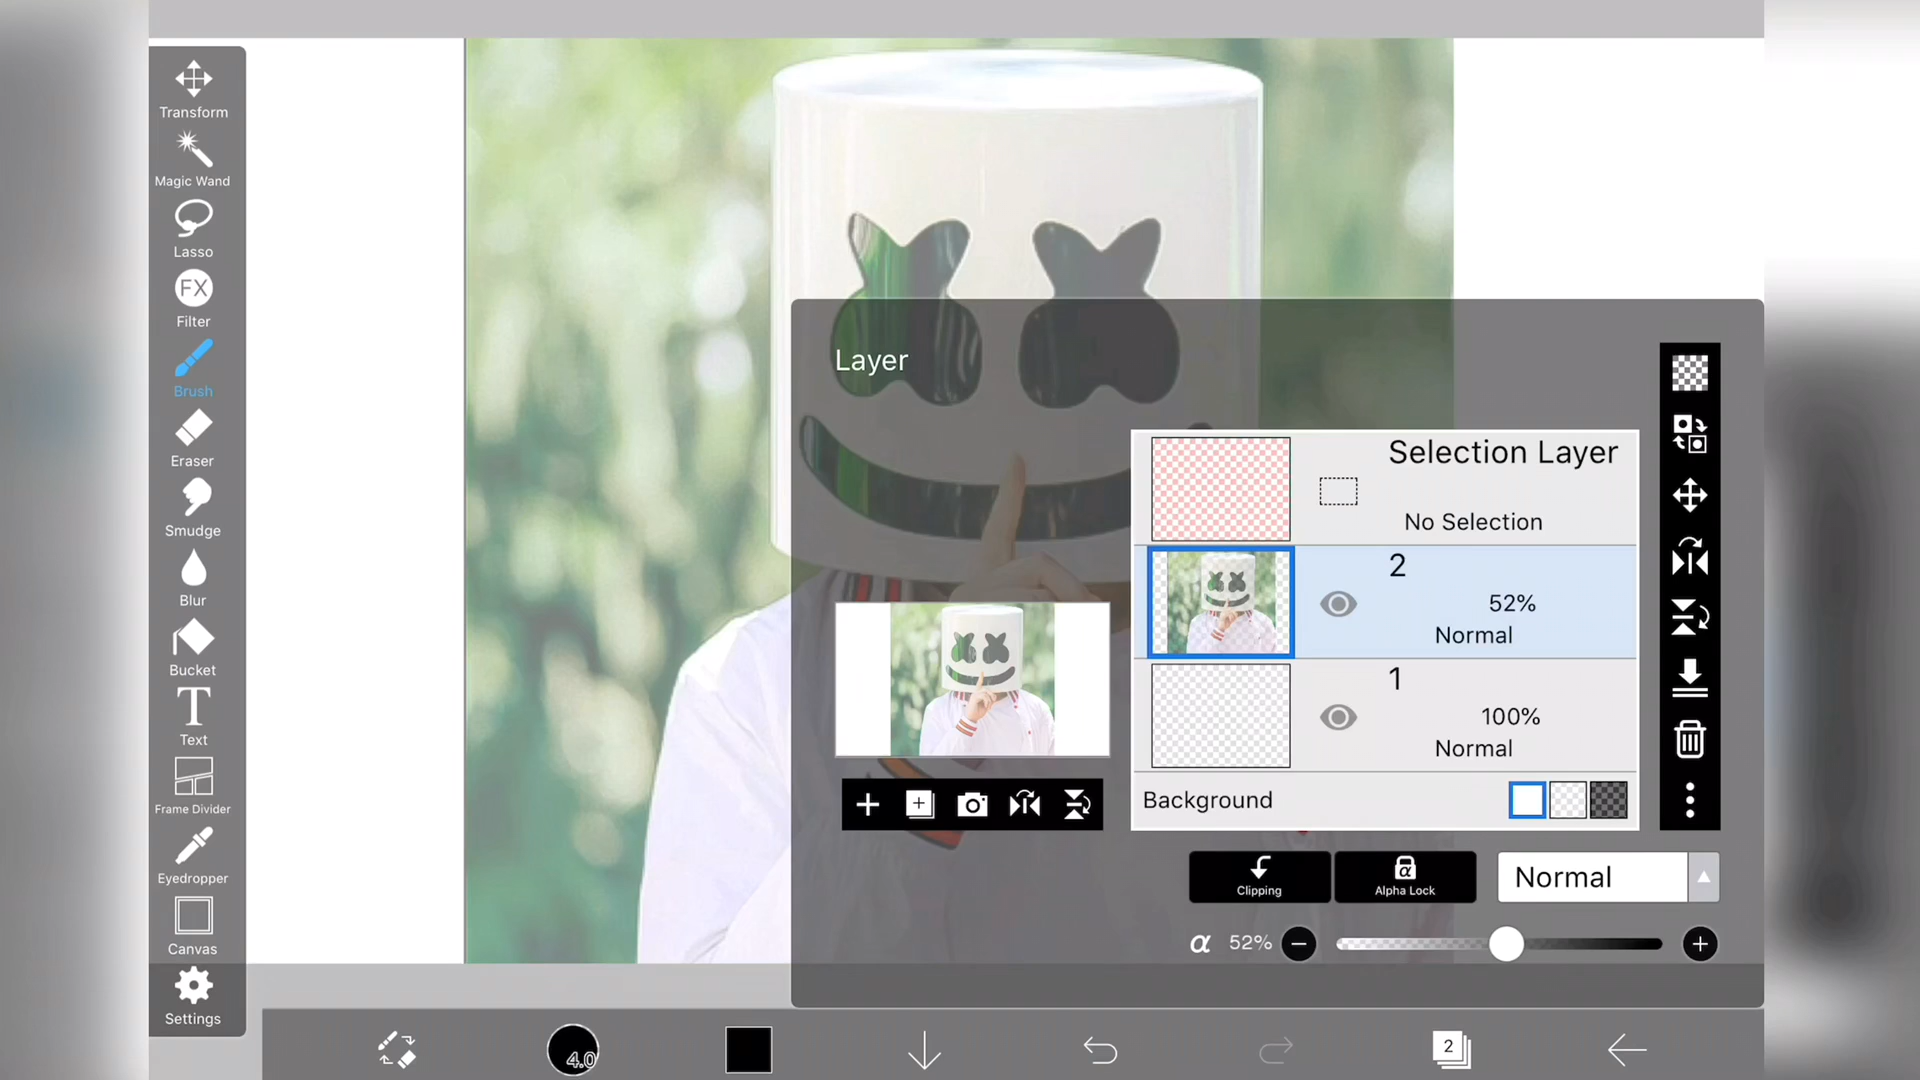 Transform
Magic Wand
Lasso
FX
Filter
Brush
Eraser
Smudge
Blur
Bucket
T
Text
Frame Divider
Eyedropper
Canvas
Settings
Layer
Selection Layer
No Selection
2
52%
Normal
1
100%
Normal
Background
Clipping
α
Alpha Lock
Normal
α 52%
4.0
2